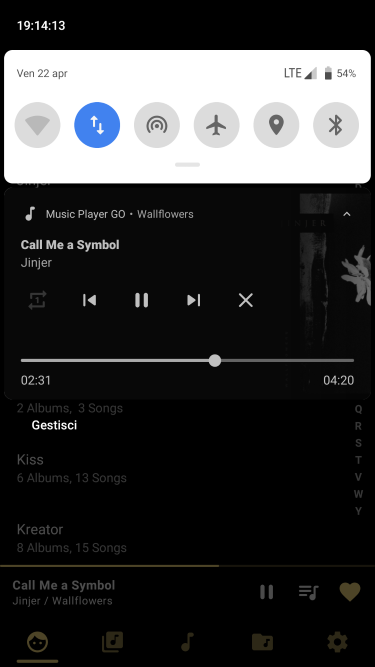 19:14:13
Ven 22 apr
LTE 54%
Jinjer
R
Music Player GO • Wallflowers
Call Me a Symbol
Jinjer
1
02:31 04:20
2 Albums, 3 Songs
Gestisci
Kiss
6 Albums, 13 Songs
Kreator
8 Albums, 15 Songs
Q
R
S
T
V
W
Y
Call Me a Symbol
Jinjer / Wallflowers